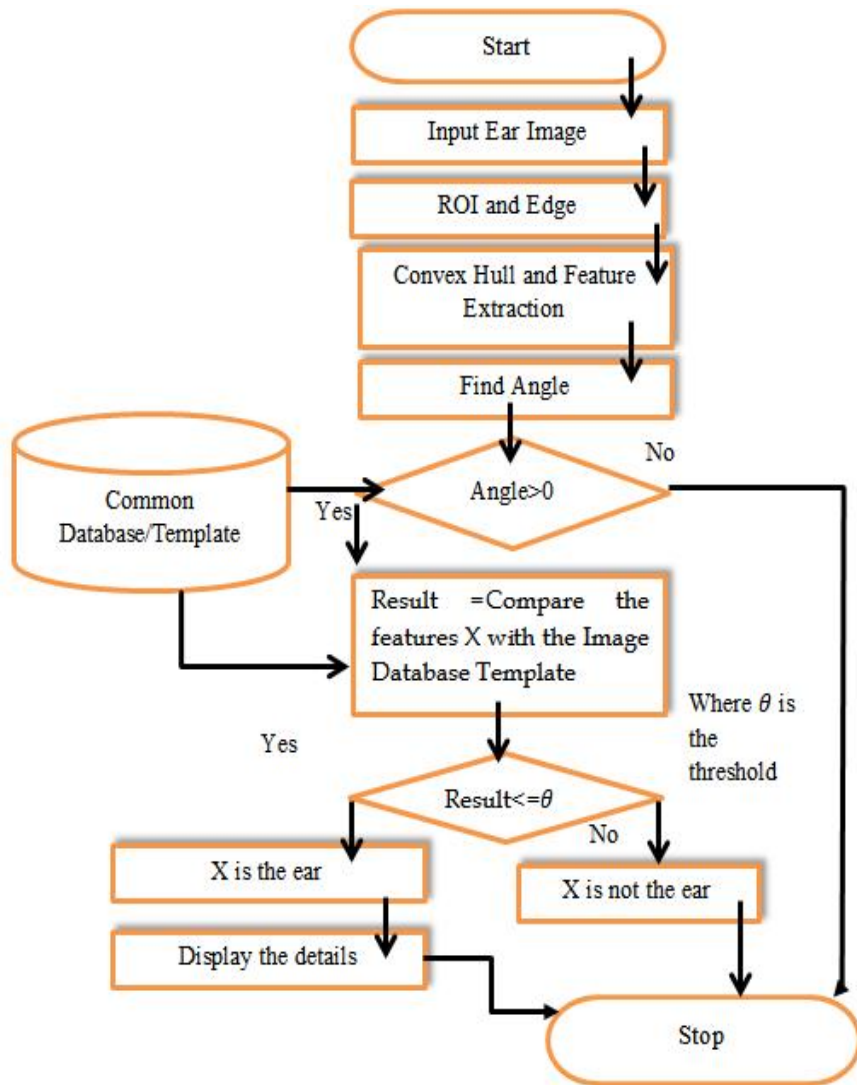 Start
Input Ear Image
ROI and Edge
Convex Hull and Feature
Extraction
Find Angle
No
Angle>0
Common
Database/Template
Yes
Result =Compare the
features X with the Image
Database Template
Where θ is
the
threshold
Yes
Result<=θ
No
X is the ear
X is not the ear
Display the details
Stop